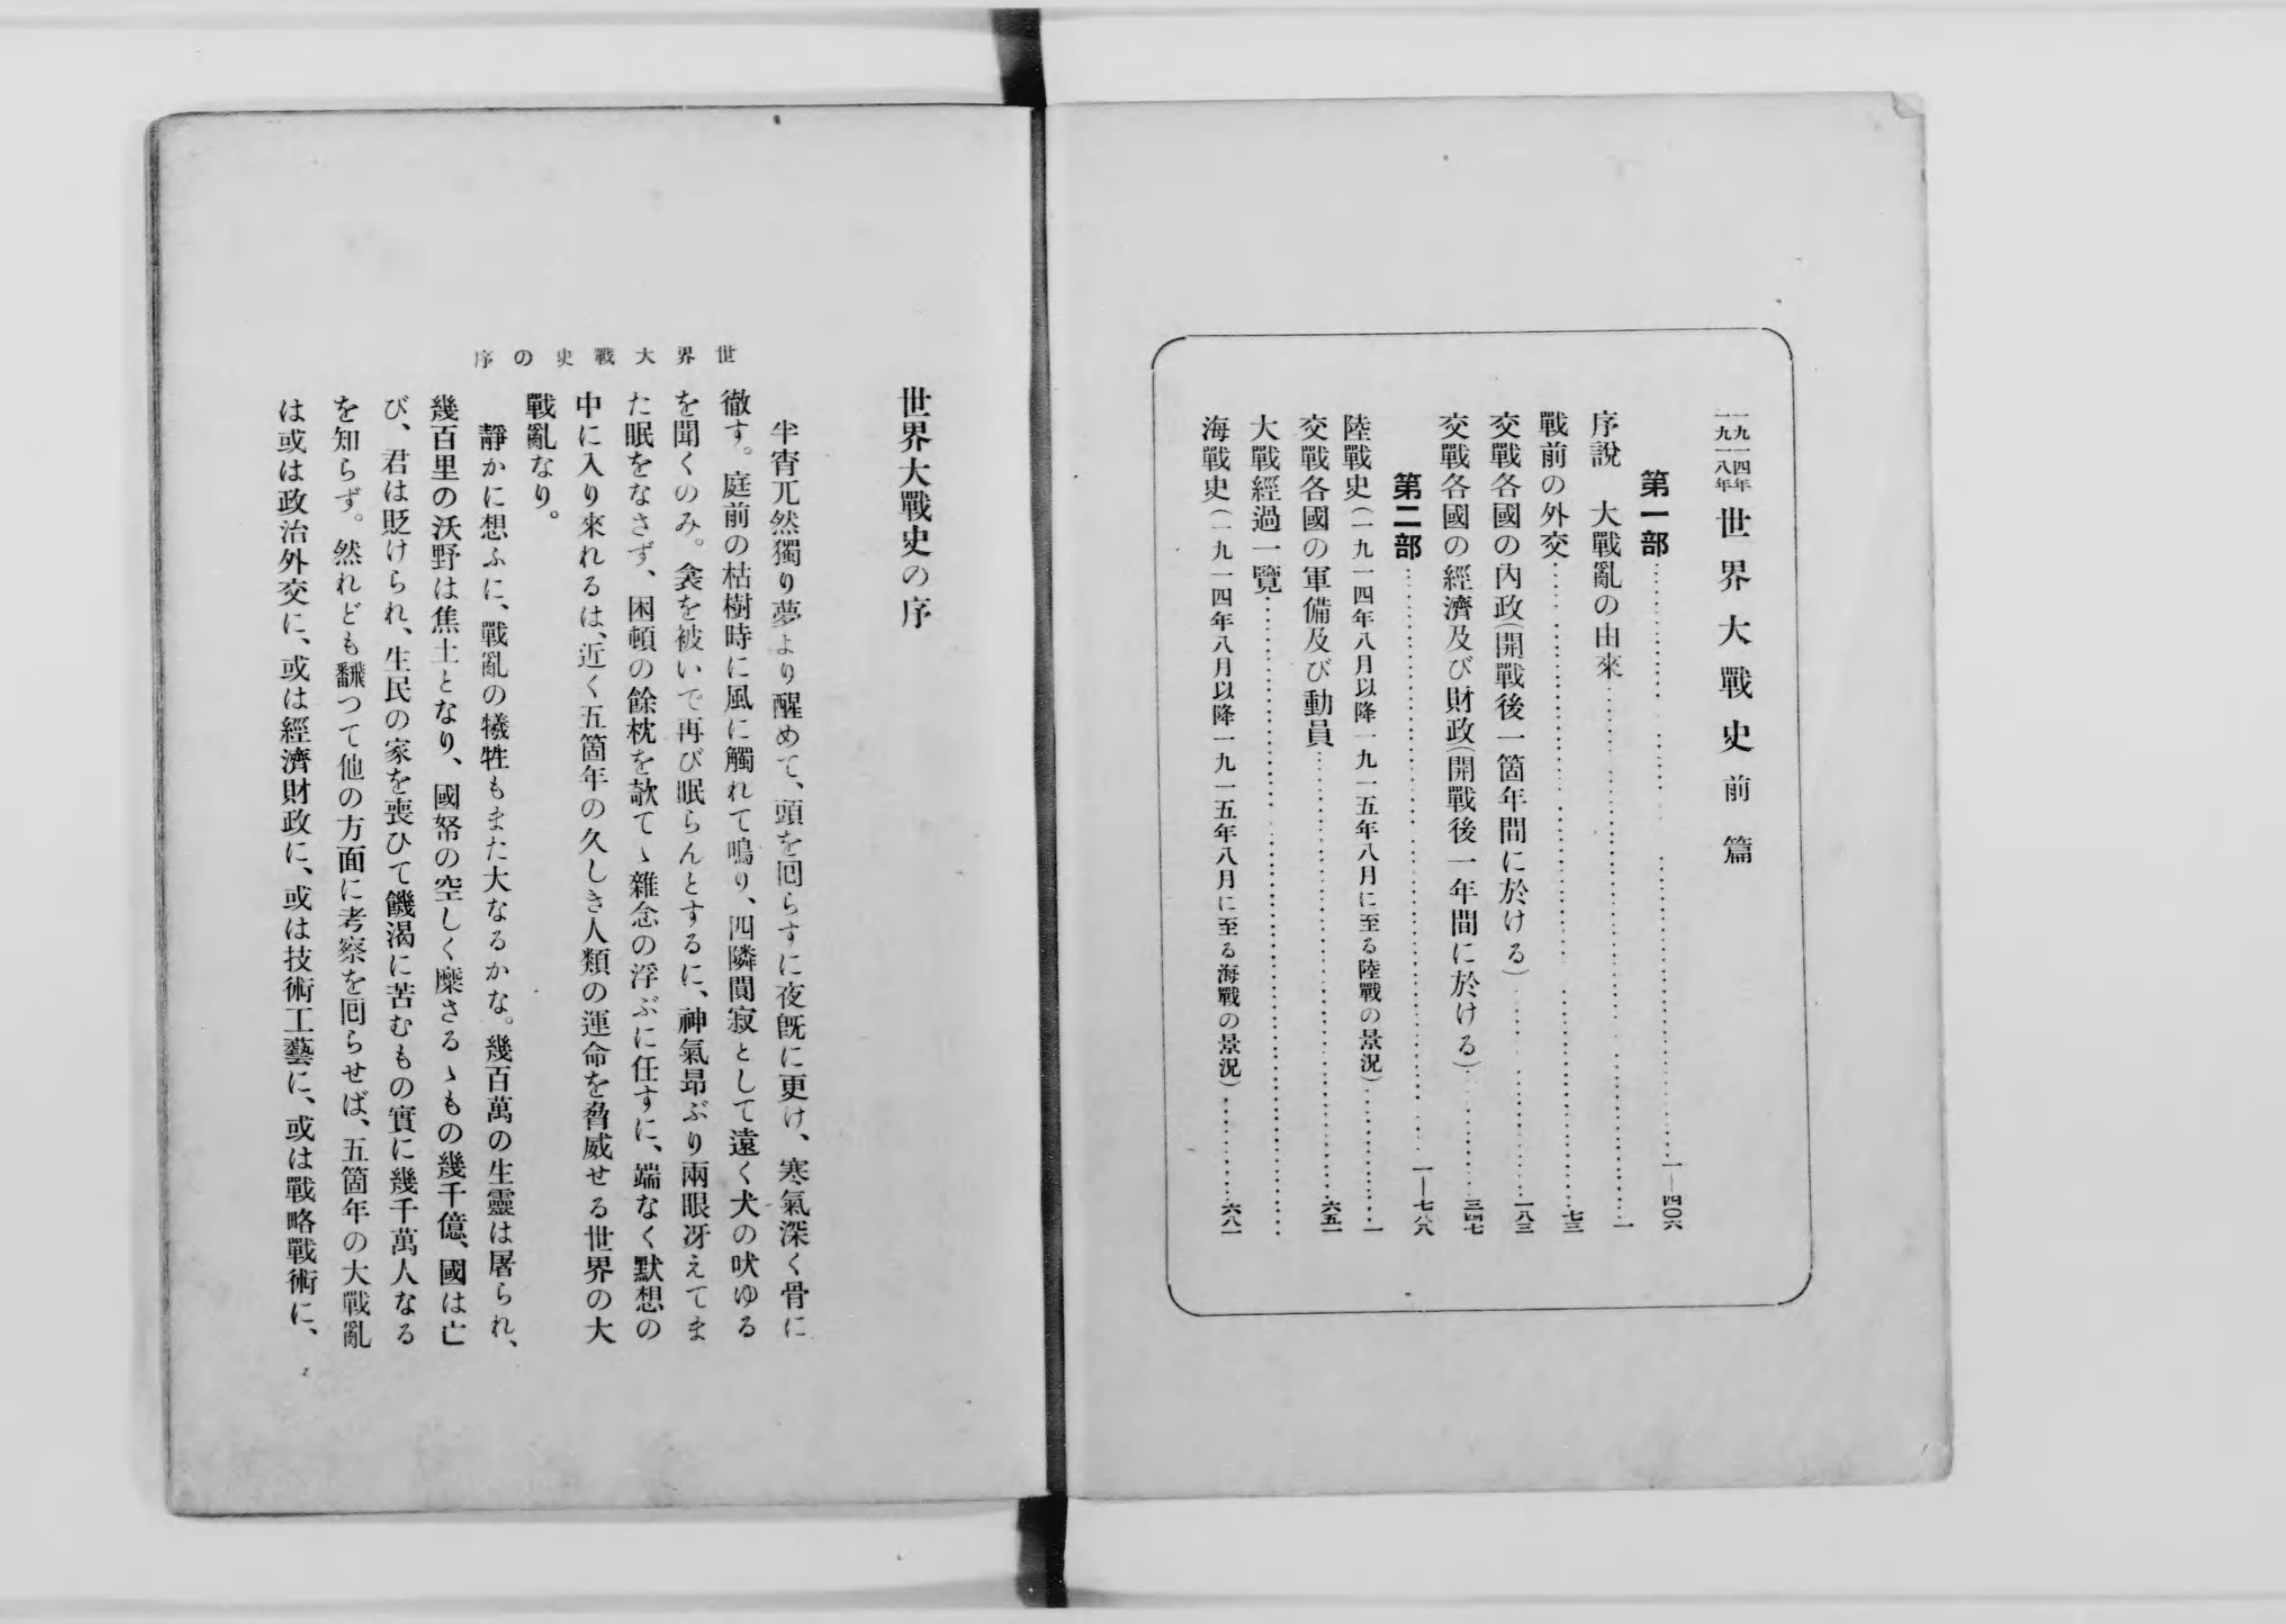 一九一四年
一九一八年 世界大戰史 前篇
第一部……一―四〇六
序說 大戰亂の由來……一
戰前の外交……七三
交戰各國の內政(開戰後一箇年間に於ける)……一八三
交戰各國の經濟及び財政(開戰後一年間に於ける)……三四七
第二部……一―七八八
陸戰史(一九一四年八月以降一九一五年八月に至る陸戰の景況)……一
交戰各國の軍備及び動員……六五一
大戰經過一覽……
海戰史(一九一四年八月以降一九一五年八月に至る海戰の景況)……六八一
世界大戰史の序
世界大戰史の序
半宵兀然獨り夢より醒めて、頭を囘らすに夜旣に更け、寒氣深く骨に
徹す。庭前の枯樹時に風に觸れて鳴り、四隣闃寂として遠く犬の吠ゆる
を聞くのみ。衾を被いで再び眠らんとするに、神氣昻ぶり兩眼冴えてま
た眠をなさず、困頓の餘枕を欹てゝ雜念の浮ぶに任すに、端なく默想の
中に入り來れるは、近く五箇年の久しき人類の運命を脅威せる世界の大
戰亂なり。
靜かに想ふに、戰亂の犧牲もまた大なるかな。幾百萬の生靈は屠られ、
幾百里の沃野は焦土となり、國帑の空しく糜さるゝもの幾千億、國は亡
び、君は貶けられ、生民の家を喪ひて饑渴に苦むもの實に幾千萬人なる
を知らず。然れども飜つて他の方面に考察を囘らせば、五箇年の大戰亂
は或は政治外交に、或は經濟財政に、或は技術工藝に、或は戰略戰術に、